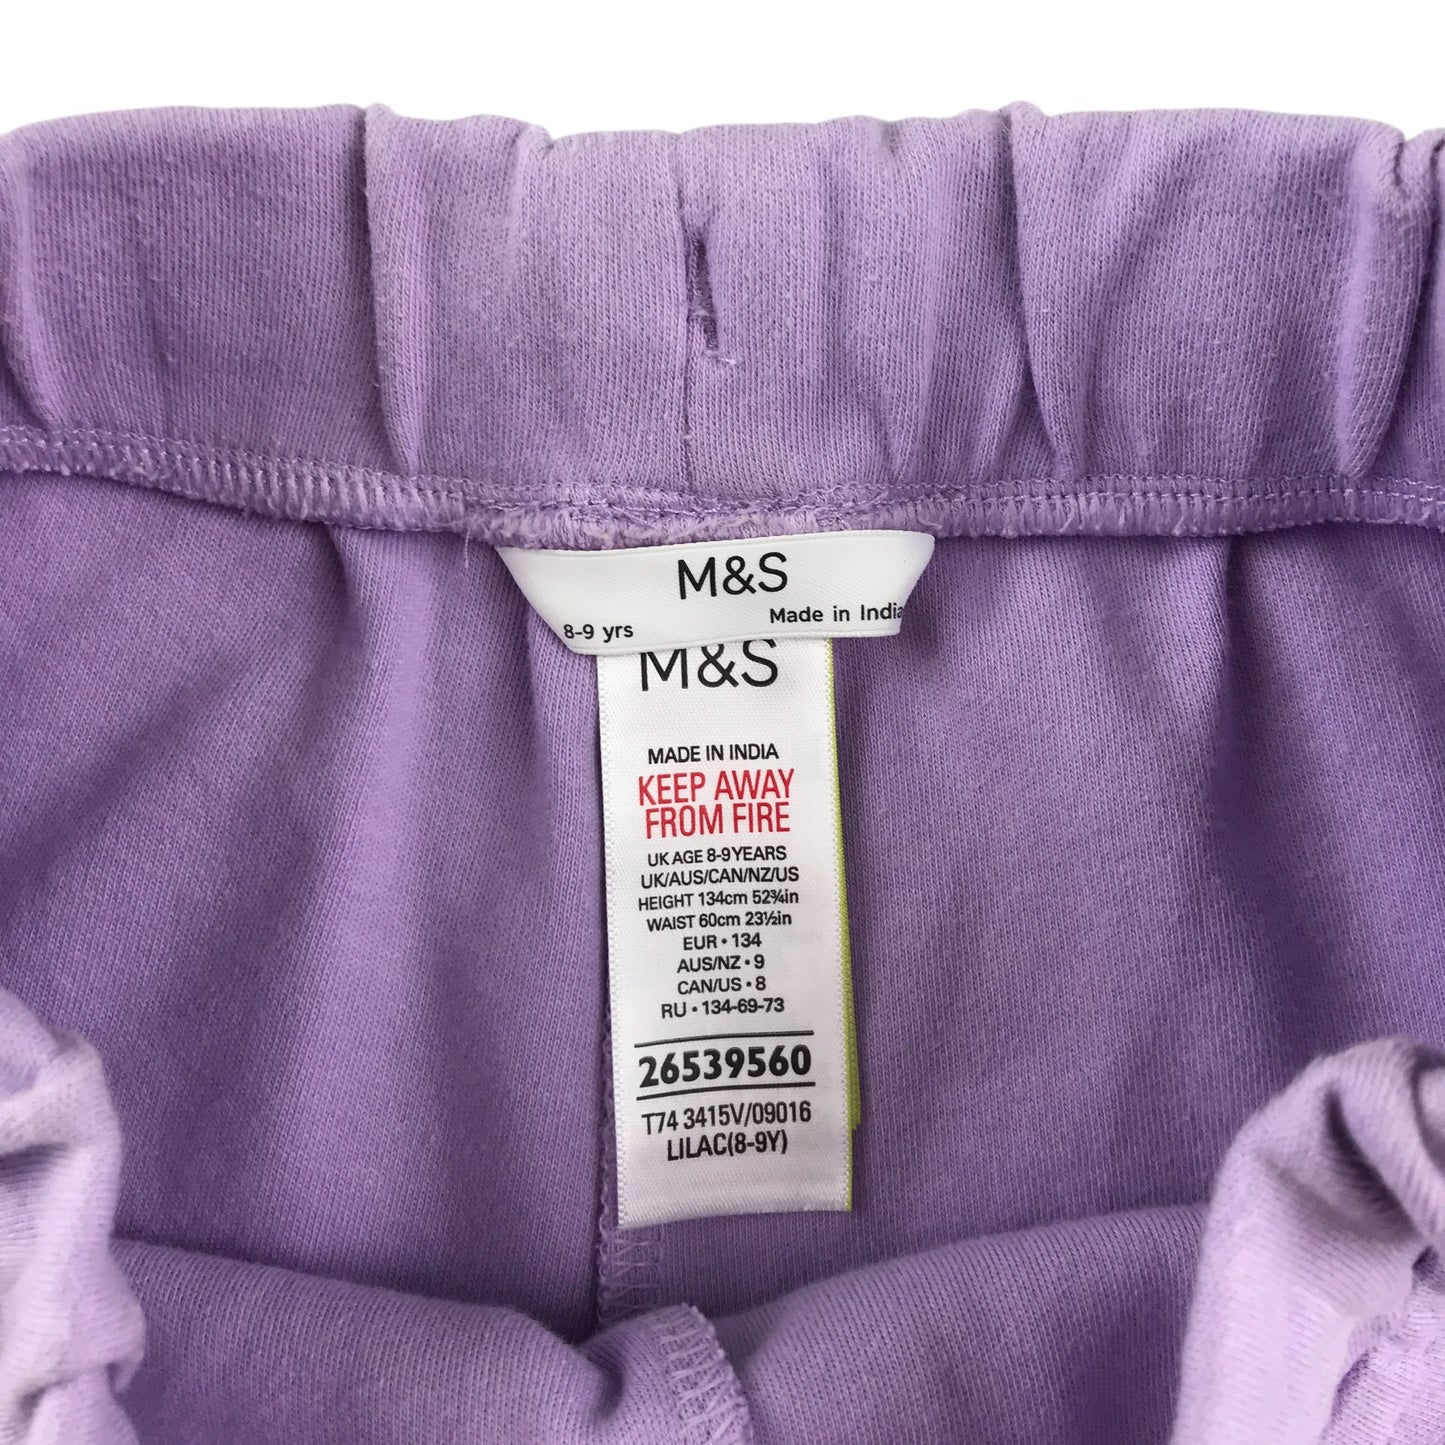 M&S
8-9 yrs
Made in India
M&S
MADE IN INDIA
KEEP AWAY
FROM FIRE
UK AGE 8-9YEARS
UK/AUS/CAN/NZ/US
HEIGHT 134cm 52¾in
WAIST 60cm 23½in
EUR • 134
AUS/NZ • 9
CAN/US • 8
RU • 134-69-73
26539560
T74 3415V/09016
LILAC(8-9Y)